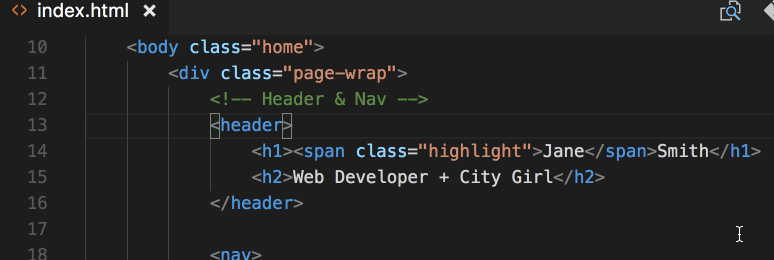 <> index.html ×
10 <body class="home">
11 <div class="page-wrap">
12 <!-- Header & Nav -->
13 <header>
14 <h1><span class="highlight">Jane</span>Smith</h1>
15 <h2>Web Developer + City Girl</h2>
16 </header>
17
18 <nav>